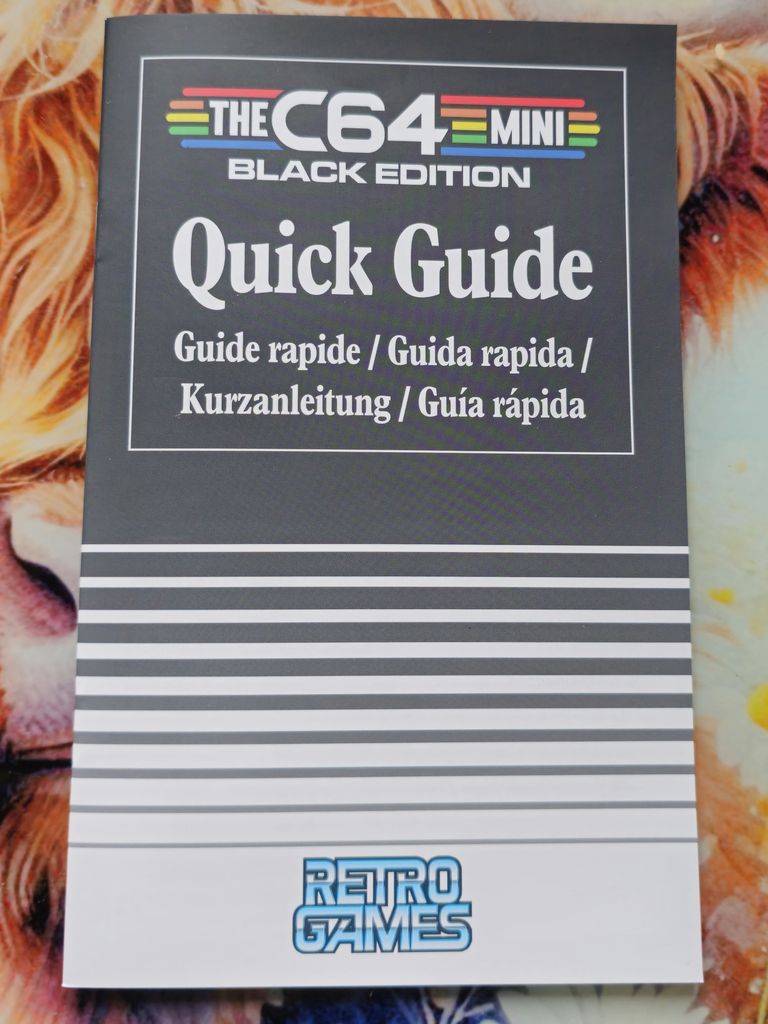 THE C64 MINI
BLACK EDITION
Quick Guide
Guide rapide / Guida rapida /
Kurzanleitung / Guía rápida
RETRO
GAMES